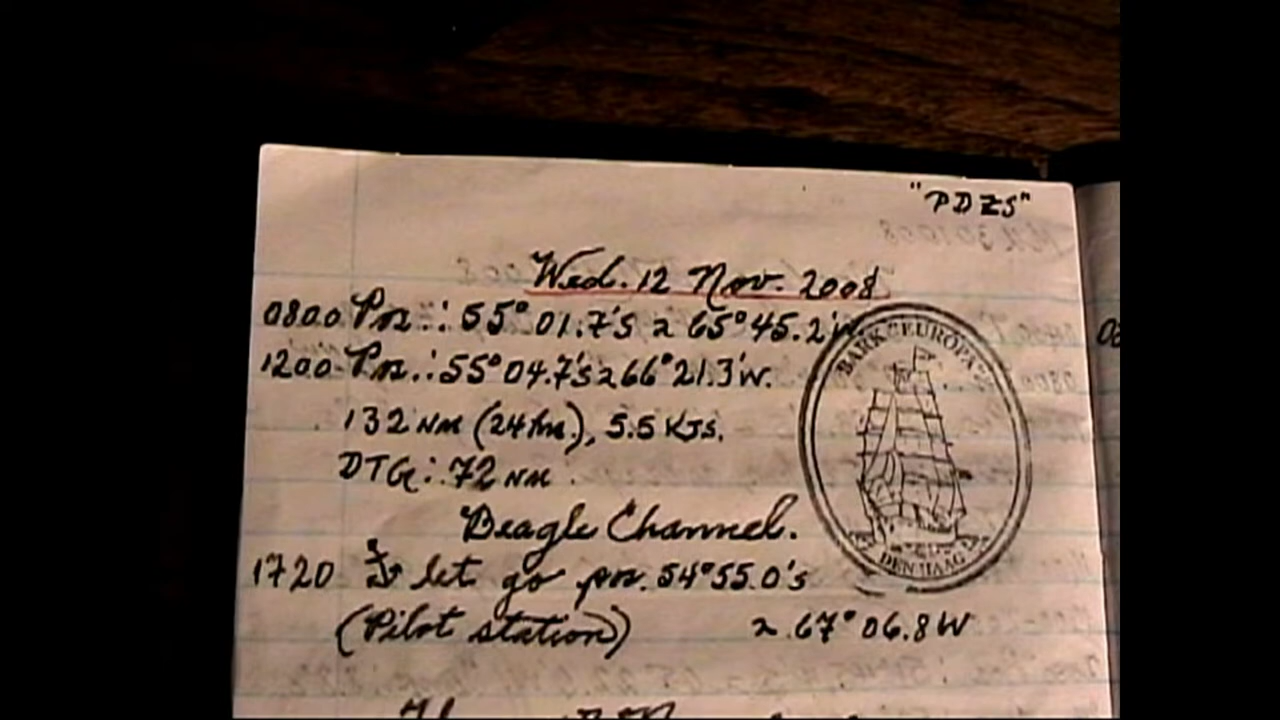 "PDZS"
Wed. 12 Nov. 2008
0800 Pos.: 55° 01.7's 65° 45.2'W
1200 Pos.: 55° 04.7's 66° 21.3'W.
132 NM (24hrs.), 5.5 KTS.
DTG: 72 NM
Beagle Channel.
1720 let go pos. 54°55.0's
(Pilot station) 67° 06.8 W
BARK "EUROPA"
DEN HAAG